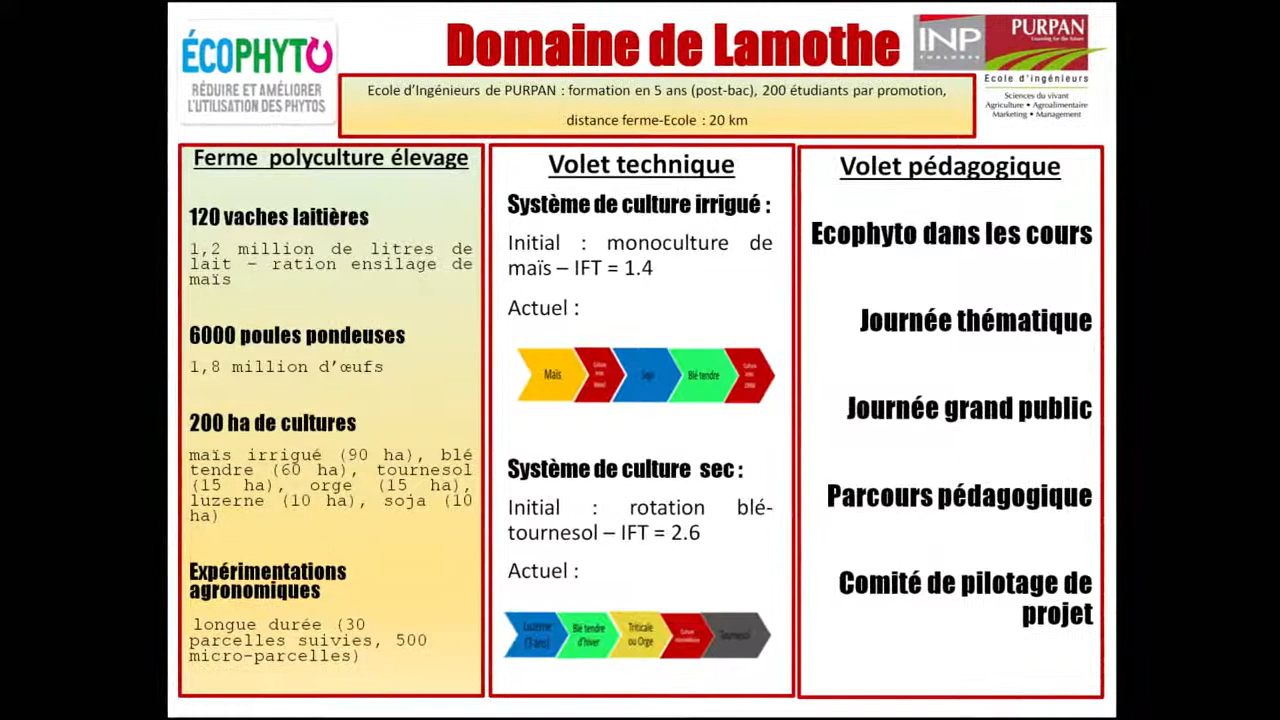 ÉCOPHYTO
RÉDUIRE ET AMÉLIORER
L'UTILISATION DES PHYTOS
Domaine de Lamothe
INP
TOULOUSE
PURPAN
Learning for the future
Ecole d'ingénieurs
Sciences du vivant
Agriculture • Agroalimentaire
Marketing • Management
Ecole d'Ingénieurs de PURPAN : formation en 5 ans (post-bac), 200 étudiants par promotion,
distance ferme-Ecole : 20 km
Ferme polyculture élevage
120 vaches laitières
1,2 million de litres de
lait – ration ensilage de
maïs
6000 poules pondeuses
1,8 million d'œufs
200 ha de cultures
maïs irrigué (90 ha), blé
tendre (60 ha), tournesol
(15 ha), orge (15 ha),
luzerne (10 ha), soja (10
ha)
Expérimentations
agronomiques
longue durée (30
parcelles suivies, 500
micro-parcelles)
Volet technique
Système de culture irrigué :
Initial : monoculture de
maïs – IFT = 1.4
Actuel :
Maïs
Soja
Blé tendre
Système de culture sec :
Initial : rotation blé-
tournesol – IFT = 2.6
Actuel :
Luzerne
(3 ans)
Blé tendre
d'hiver
Triticale
ou Orge
Culture
Tournesol
Volet pédagogique
Ecophyto dans les cours
Journée thématique
Journée grand public
Parcours pédagogique
Comité de pilotage de
projet